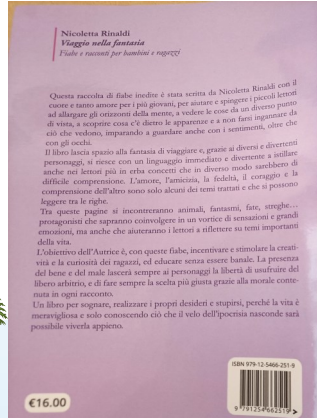 Nicoletta Rinaldi
Viaggio nella fantasia
Fiabe e racconti per bambini e ragazzi
Questa raccolta di fiabe inedite è stata scritta da Nicoletta Rinaldi con il
cuore e tanto amore per i più giovani, per aiutare e spingere i piccoli lettori
ad allargare gli orizzonti della mente, a vedere le cose da un diverso punto
di vista, a scoprire cosa c'è dietro le apparenze e a non farsi ingannare da
ciò che vedono, imparando a guardare anche con i sentimenti, oltre che
con gli occhi.
Il libro lascia spazio alla fantasia di viaggiare e, grazie ai diversi e divertenti
personaggi, si riesce con un linguaggio immediato e divertente a stillare
anche nei lettori più in erba concetti che in diverso modo sarebbero di
difficile comprensione. L'amore, l'amicizia, la fedeltà, il coraggio e la
comprensione dell'altro sono solo alcuni dei temi trattati e che si possono
leggere tra le righe.
Tra queste pagine si incontreranno animali, fantasmi, fate, streghe...
protagonisti che sapranno coinvolgere in un vortice di sensazioni e grandi
emozioni, ma anche che aiuteranno i lettori a riflettere su temi importanti
della vita.
L'obiettivo dell'Autrice è, con queste fiabe, incentivare e stimolare la creati-
vità e la curiosità dei ragazzi, ed educare senza essere banale. La presenza
del bene e del male lascerà sempre ai personaggi la libertà di usufruire del
libero arbitrio, e di fare sempre la scelta più giusta grazie alla morale conte-
nuta in ogni racconto.
Un libro per sognare, realizzare i propri desideri e stupirsi, perché la vita è
meravigliosa e solo conoscendo ciò che il velo dell'ipocrisia nasconde sarà
possibile viverla appieno.
ISBN 979-12-5466-251-9
€16.00
9 791254 662519